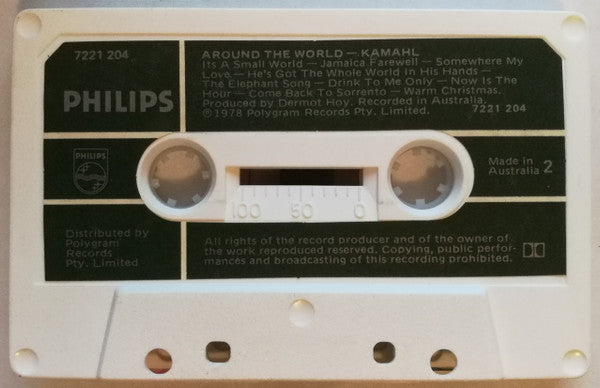 7221 204
PHILIPS
AROUND THE WORLD — KAMAHL
Its A Small World — Jamaica Farewell — Somewhere My
Love — He's Got The Whole World In His Hands —
The Elephant Song — Drink To Me Only — Now Is The
Hour — Come Back To Sorrento — Warm Christmas.
Produced by Dermot Hoy. Recorded in Australia.
℗1978 Polygram Records Pty. Limited. 7221 204
PHILIPS
Made in
Australia 2
100 50 0
Distributed by
Polygram
Records
Pty. Limited
All rights of the record producer and of the owner of
the work reproduced reserved. Copying, public perfor-
mances and broadcasting of this recording prohibited.